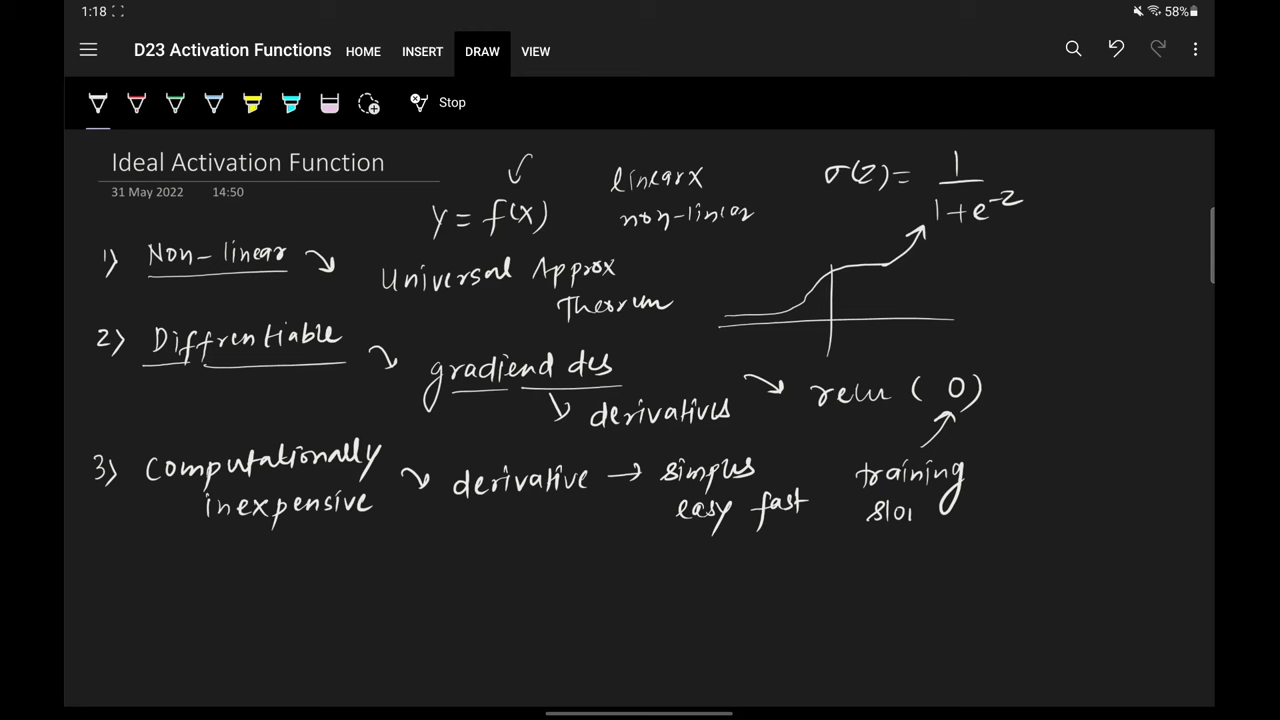 1:18
58%
D23 Activation Functions HOME INSERT DRAW VIEW
Stop
Ideal Activation Function
31 May 2022 14:50
y = f(x)
linear x
non-linear
σ(z) = 1
1+e^-z
1) Non-linear
Universal Approx
Theorem
2) Diffrentiable
gradiend des
derivatives
relu (0)
3) Computationally
inexpensive
derivative → simples
easy fast
training
slo